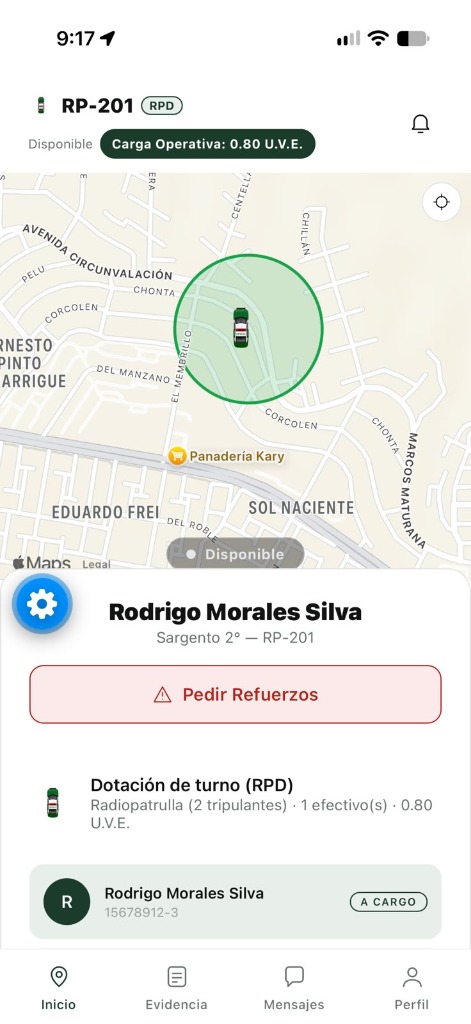 9:17
RP-201
RPD
Disponible
Carga Operativa: 0.80 U.V.E.
CENTELL
CHILLÁN
AVENIDA CIRCUNVALACIÓN
PELU
CHONTA
CORCOLEN
RNESTO
PINTO
ARRIGUE
DEL MANZANO
EL MEMBRILLO
CORCOLEN
CHONTA
MARCOS MATURANA
Panadería Kary
EDUARDO FREI
SOL NACIENTE
DEL ROBLE
Disponible
Maps
Legal
Rodrigo Morales Silva
Sargento 2° — RP-201
Pedir Refuerzos
Dotación de turno (RPD)
Radiopatrulla (2 tripulantes) · 1 efectivo(s) · 0.80
U.V.E.
R
Rodrigo Morales Silva
15678912-3
A CARGO
Inicio
Evidencia
Mensajes
Perfil